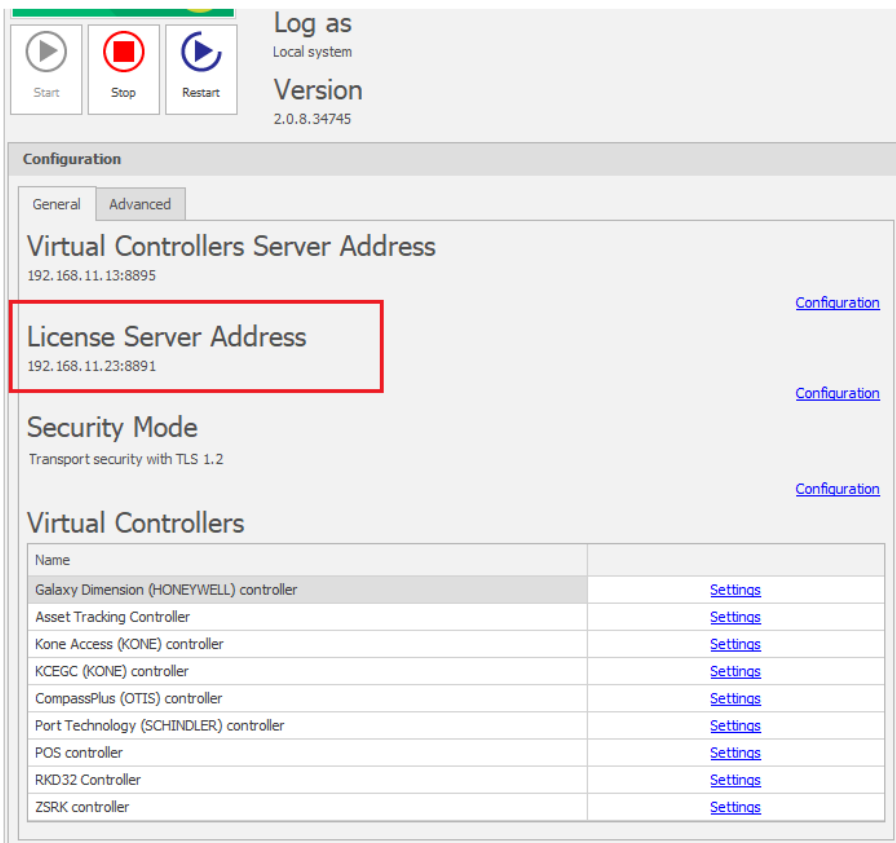 Log as
Local system
Start
Stop
Restart
Version
2.0.8.34745
Configuration
General
Advanced
Virtual Controllers Server Address
192.168.11.13:8895
Configuration
License Server Address
192.168.11.23:8891
Configuration
Security Mode
Transport security with TLS 1.2
Configuration
Virtual Controllers
Name
Galaxy Dimension (HONEYWELL) controller Settings
Asset Tracking Controller Settings
Kone Access (KONE) controller Settings
KCEGC (KONE) controller Settings
CompassPlus (OTIS) controller Settings
Port Technology (SCHINDLER) controller Settings
POS controller Settings
RKD32 Controller Settings
ZSRK controller Settings